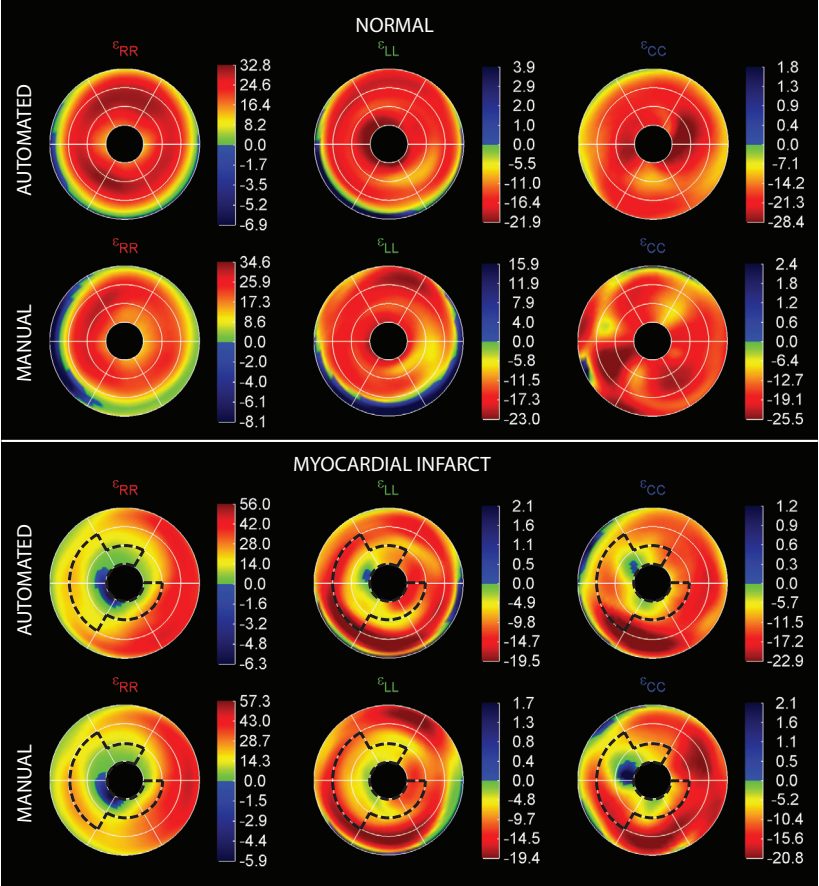 NORMAL
εRR εLL εCC
AUTOMATED
32.8 3.9 1.8
24.6 2.9 1.3
16.4 2.0 0.9
8.2 1.0 0.4
0.0 0.0 0.0
-1.7 -5.5 -7.1
-3.5 -11.0 -14.2
-5.2 -16.4 -21.3
-6.9 -21.9 -28.4
εRR εLL εCC
MANUAL
34.6 15.9 2.4
25.9 11.9 1.8
17.3 7.9 1.2
8.6 4.0 0.6
0.0 0.0 0.0
-2.0 -5.8 -6.4
-4.0 -11.5 -12.7
-6.1 -17.3 -19.1
-8.1 -23.0 -25.5
MYOCARDIAL INFARCT
εRR εLL εCC
AUTOMATED
56.0 2.1 1.2
42.0 1.6 0.9
28.0 1.1 0.6
14.0 0.5 0.3
0.0 0.0 0.0
-1.6 -4.9 -5.7
-3.2 -9.8 -11.5
-4.8 -14.7 -17.2
-6.3 -19.5 -22.9
εRR εLL εCC
MANUAL
57.3 1.7 2.1
43.0 1.3 1.6
28.7 0.8 1.1
14.3 0.4 0.5
0.0 0.0 0.0
-1.5 -4.8 -5.2
-2.9 -9.7 -10.4
-4.4 -14.5 -15.6
-5.9 -19.4 -20.8